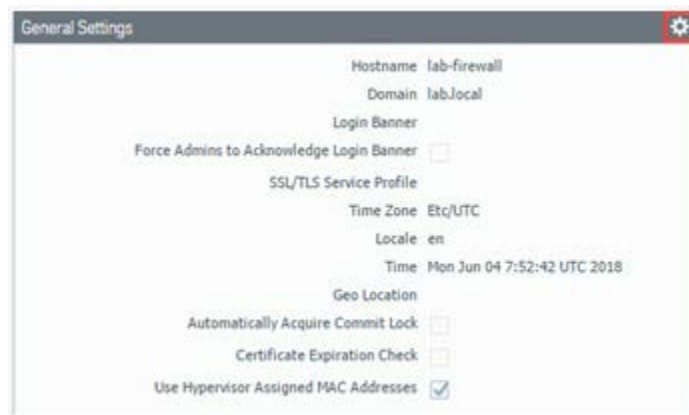 General Settings
Hostname lab-firewall
Domain lab.local
Login Banner
Force Admins to Acknowledge Login Banner
SSL/TLS Service Profile
Time Zone Etc/UTC
Locale en
Time Mon Jun 04 7:52:42 UTC 2018
Geo Location
Automatically Acquire Commit Lock
Certificate Expiration Check
Use Hypervisor Assigned MAC Addresses